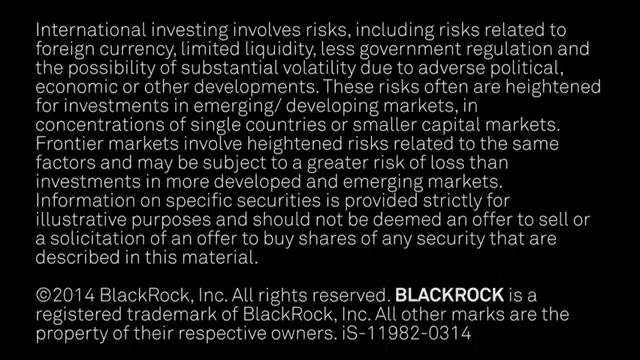 International investing involves risks, including risks related to
foreign currency, limited liquidity, less government regulation and
the possibility of substantial volatility due to adverse political,
economic or other developments. These risks often are heightened
for investments in emerging/ developing markets, in
concentrations of single countries or smaller capital markets.
Frontier markets involve heightened risks related to the same
factors and may be subject to a greater risk of loss than
investments in more developed and emerging markets.
Information on specific securities is provided strictly for
illustrative purposes and should not be deemed an offer to sell or
a solicitation of an offer to buy shares of any security that are
described in this material.
©2014 BlackRock, Inc. All rights reserved. BLACKROCK is a
registered trademark of BlackRock, Inc. All other marks are the
property of their respective owners. iS-11982-0314